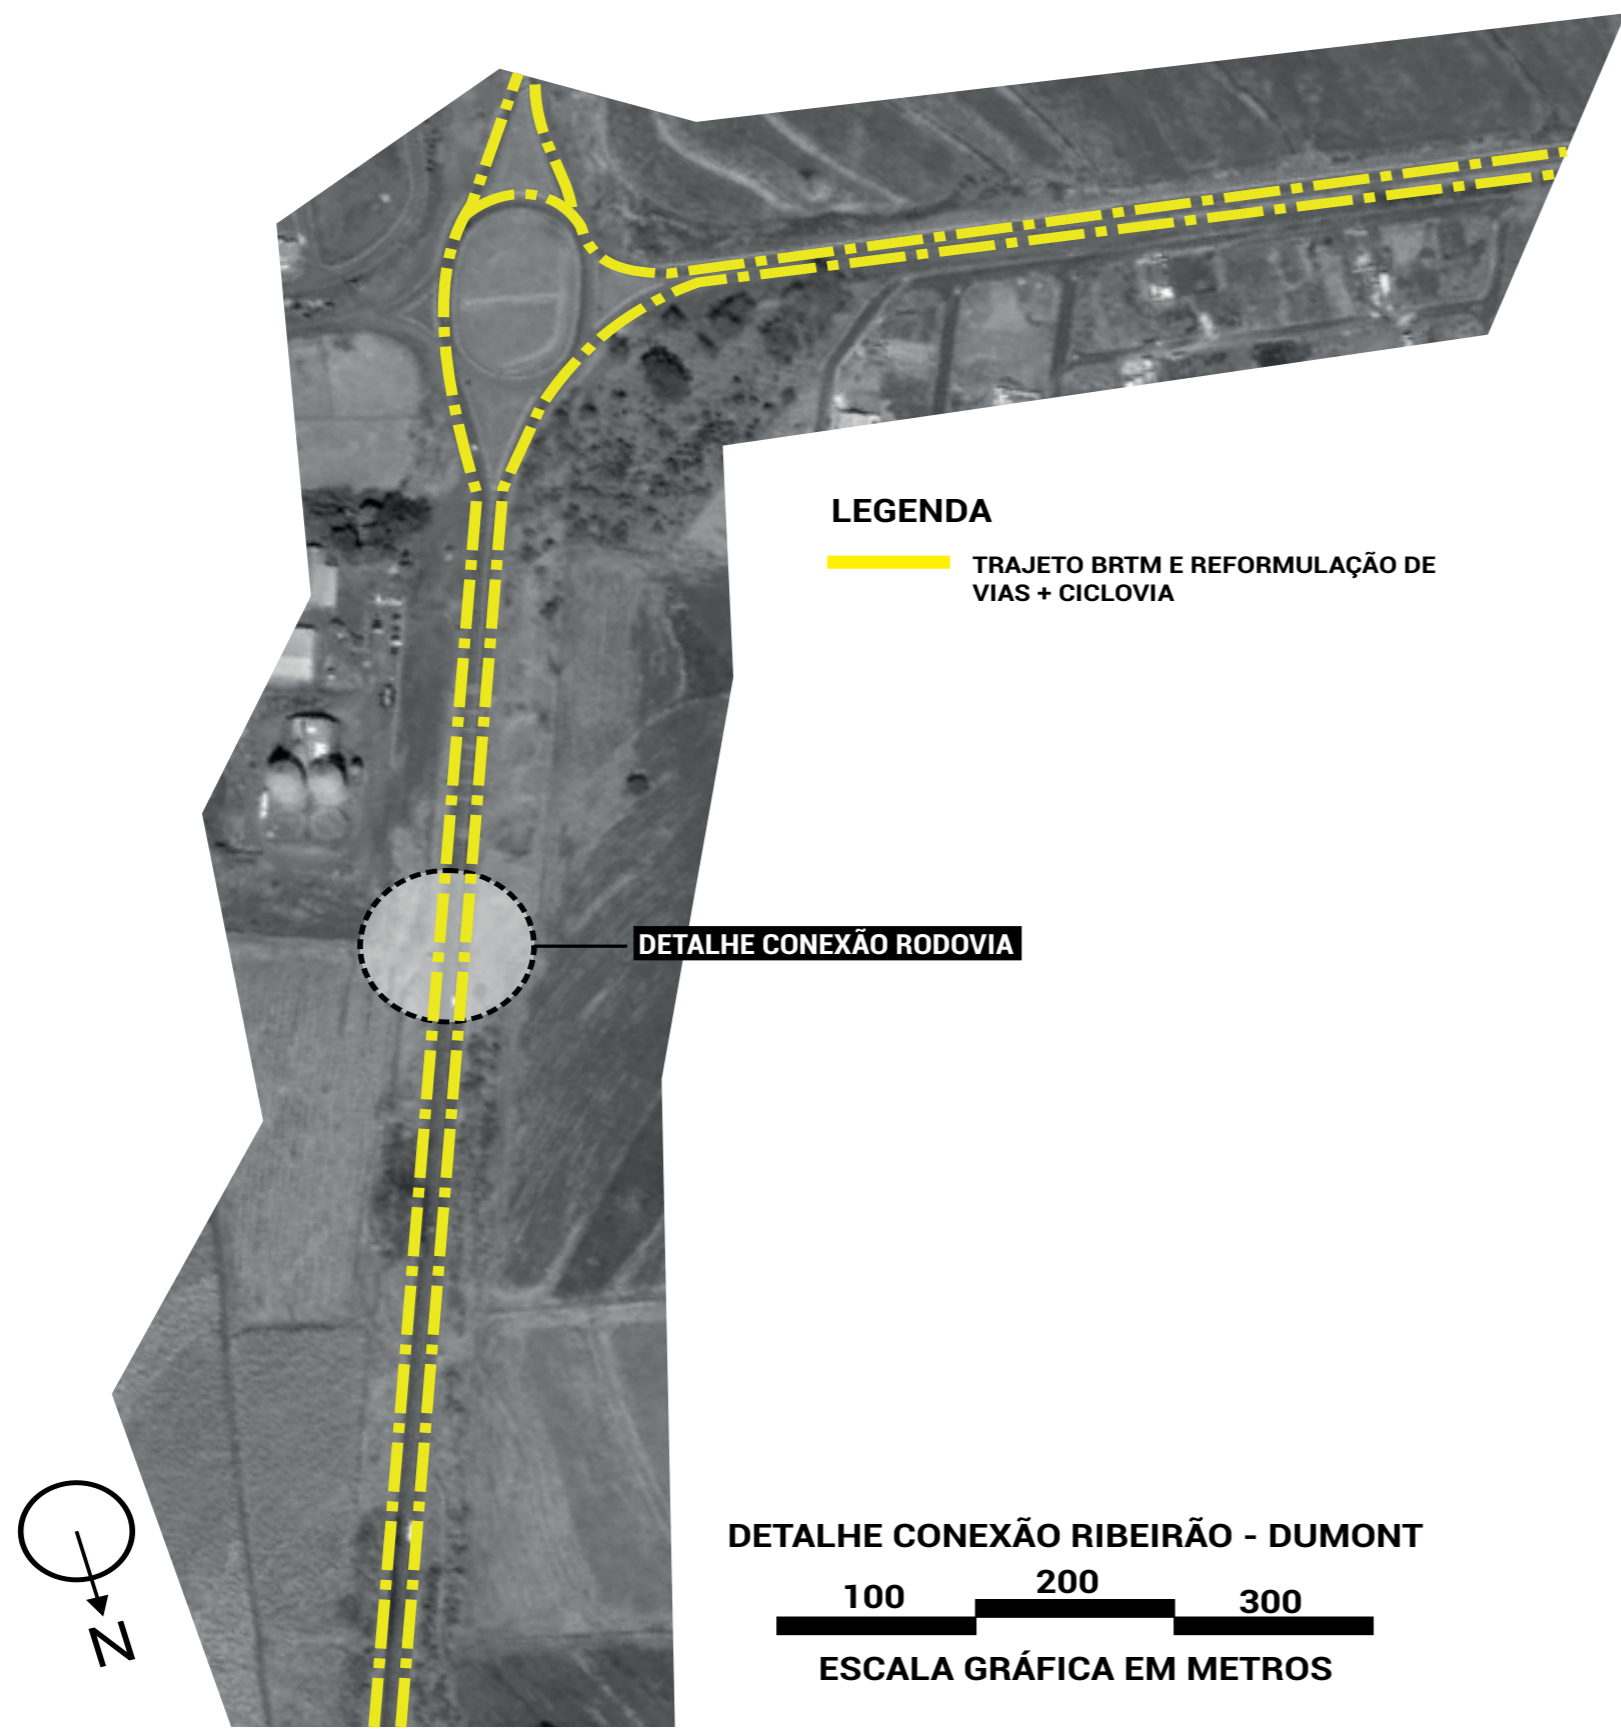 LEGENDA
TRAJETO BRTM E REFORMULAÇÃO DE
VIAS + CICLOVIA
DETALHE CONEXÃO RODOVIA
N
DETALHE CONEXÃO RIBEIRÃO - DUMONT
100 200 300
ESCALA GRÁFICA EM METROS